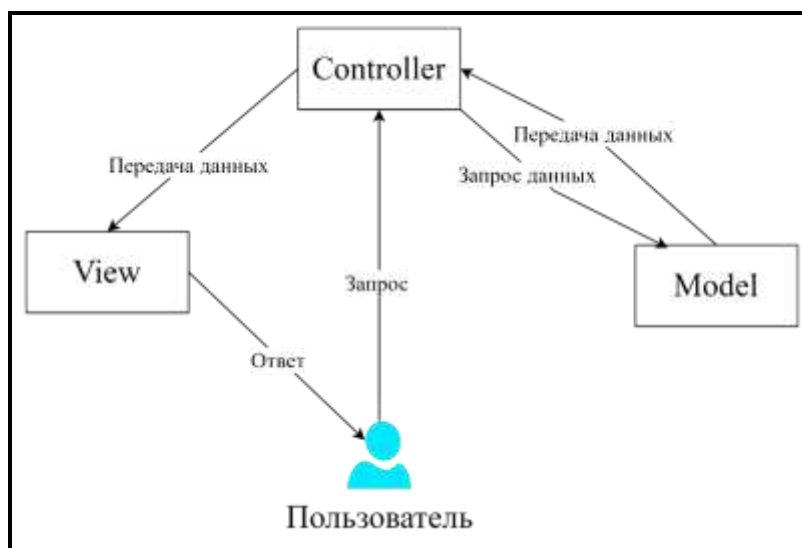 Controller
Передача данных
Передача данных
Запрос данных
View
Запрос
Model
Ответ
Пользователь